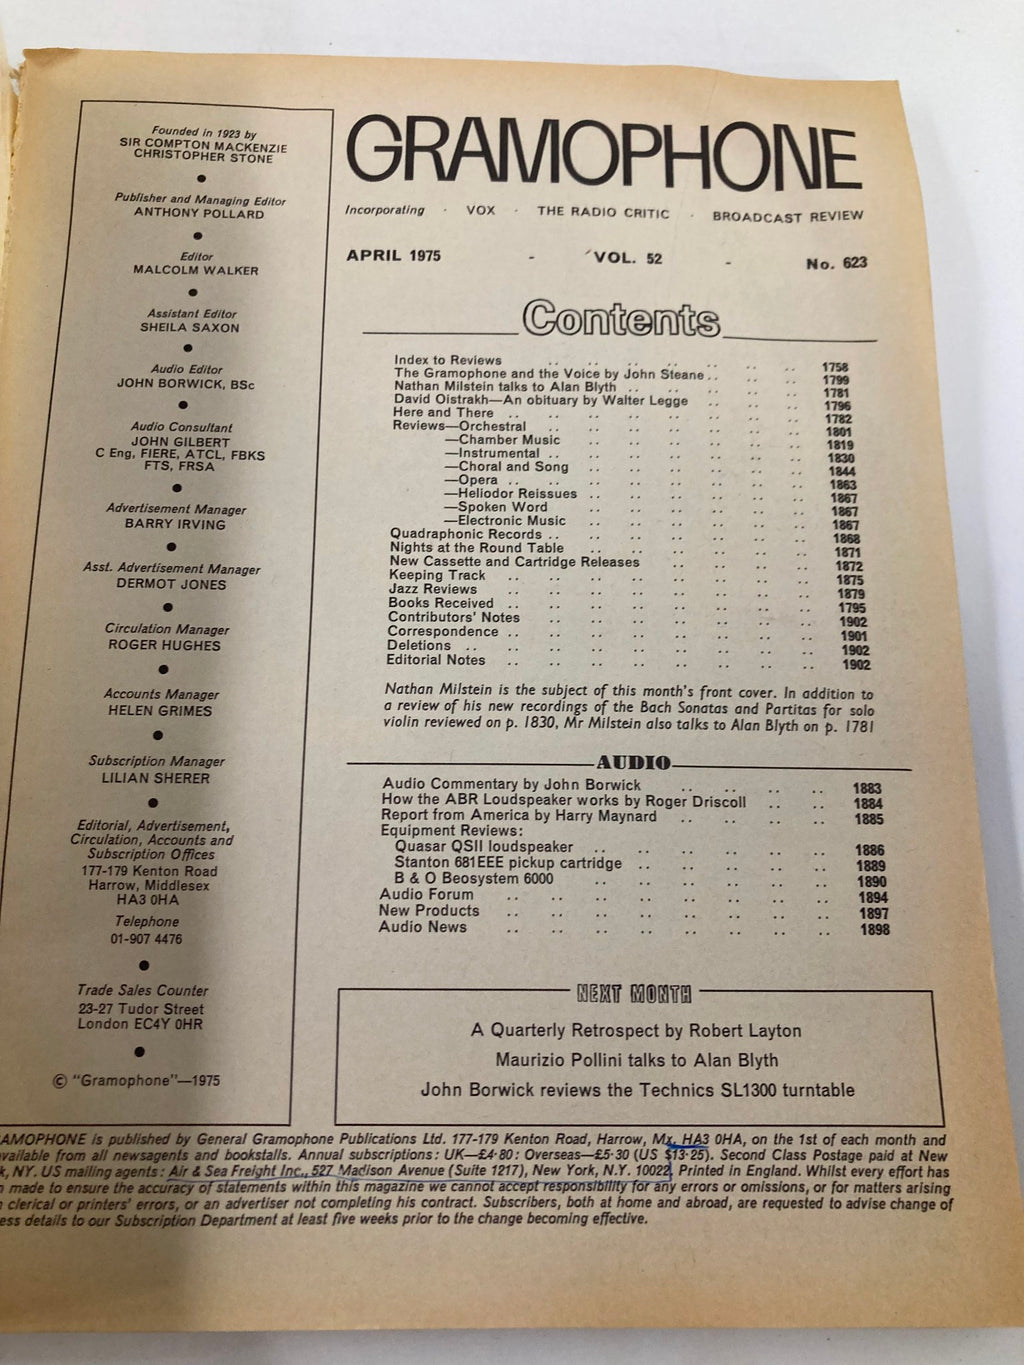 Founded in 1923 by
SIR COMPTON MACKENZIE
CHRISTOPHER STONE
Publisher and Managing Editor
ANTHONY POLLARD
Editor
MALCOLM WALKER
Assistant Editor
SHEILA SAXON
Audio Editor
JOHN BORWICK, BSc
Audio Consultant
JOHN GILBERT
C Eng, FIERE, ATCL, FBKS
FTS, FRSA
Advertisement Manager
BARRY IRVING
Asst. Advertisement Manager
DERMOT JONES
Circulation Manager
ROGER HUGHES
Accounts Manager
HELEN GRIMES
Subscription Manager
LILIAN SHERER
Editorial, Advertisement,
Circulation, Accounts and
Subscription Offices
177-179 Kenton Road
Harrow, Middlesex
HA3 0HA
Telephone
01-907 4476
Trade Sales Counter
23-27 Tudor Street
London EC4Y 0HR
© "Gramophone"—1975
GRAMOPHONE
Incorporating · VOX · THE RADIO CRITIC · BROADCAST REVIEW
APRIL 1975 - VOL. 52 - No. 623
Contents
Index to Reviews .. .. .. .. .. .. 1758
The Gramophone and the Voice by John Steane .. .. .. 1799
Nathan Milstein talks to Alan Blyth .. .. .. .. 1781
David Oistrakh—An obituary by Walter Legge .. .. .. 1796
Here and There .. .. .. .. .. .. .. 1782
Reviews—Orchestral .. .. .. .. .. .. 1801
—Chamber Music .. .. .. .. .. .. 1819
—Instrumental .. .. .. .. .. .. 1830
—Choral and Song .. .. .. .. .. .. 1844
—Opera .. .. .. .. .. .. .. 1863
—Heliodor Reissues .. .. .. .. .. .. 1867
—Spoken Word .. .. .. .. .. .. 1867
—Electronic Music .. .. .. .. .. .. 1867
Quadraphonic Records .. .. .. .. .. .. 1868
Nights at the Round Table .. .. .. .. .. 1871
New Cassette and Cartridge Releases .. .. .. .. 1872
Keeping Track .. .. .. .. .. .. .. .. 1875
Jazz Reviews .. .. .. .. .. .. .. .. 1879
Books Received .. .. .. .. .. .. .. .. 1795
Contributors' Notes .. .. .. .. .. .. .. 1902
Correspondence .. .. .. .. .. .. .. .. 1901
Deletions .. .. .. .. .. .. .. .. .. 1902
Editorial Notes .. .. .. .. .. .. .. .. 1902
Nathan Milstein is the subject of this month's front cover. In addition to
a review of his new recordings of the Bach Sonatas and Partitas for solo
violin reviewed on p. 1830, Mr Milstein also talks to Alan Blyth on p. 1781
AUDIO
Audio Commentary by John Borwick .. .. .. .. 1883
How the ABR Loudspeaker works by Roger Driscoll .. .. 1884
Report from America by Harry Maynard .. .. .. .. 1885
Equipment Reviews:
Quasar QSII loudspeaker .. .. .. .. .. .. 1886
Stanton 681EEE pickup cartridge .. .. .. .. .. 1889
B & O Beosystem 6000 .. .. .. .. .. .. 1890
Audio Forum .. .. .. .. .. .. .. .. 1894
New Products .. .. .. .. .. .. .. .. 1897
Audio News .. .. .. .. .. .. .. .. 1898
NEXT MONTH
A Quarterly Retrospect by Robert Layton
Maurizio Pollini talks to Alan Blyth
John Borwick reviews the Technics SL1300 turntable
AMOPHONE is published by General Gramophone Publications Ltd. 177-179 Kenton Road, Harrow, Mx, HA3 0HA, on the 1st of each month and
vailable from all newsagents and bookstalls. Annual subscriptions: UK—£4·80: Overseas—£5·30 (US $13·25). Second Class Postage paid at New
k, NY. US mailing agents: Air & Sea Freight Inc., 527 Madison Avenue (Suite 1217), New York, N.Y. 10022. Printed in England. Whilst every effort has
n made to ensure the accuracy of statements within this magazine we cannot accept responsibility for any errors or omissions, or for matters arising
clerical or printers' errors, or an advertiser not completing his contract. Subscribers, both at home and abroad, are requested to advise change of
ess details to our Subscription Department at least five weeks prior to the change becoming effective.